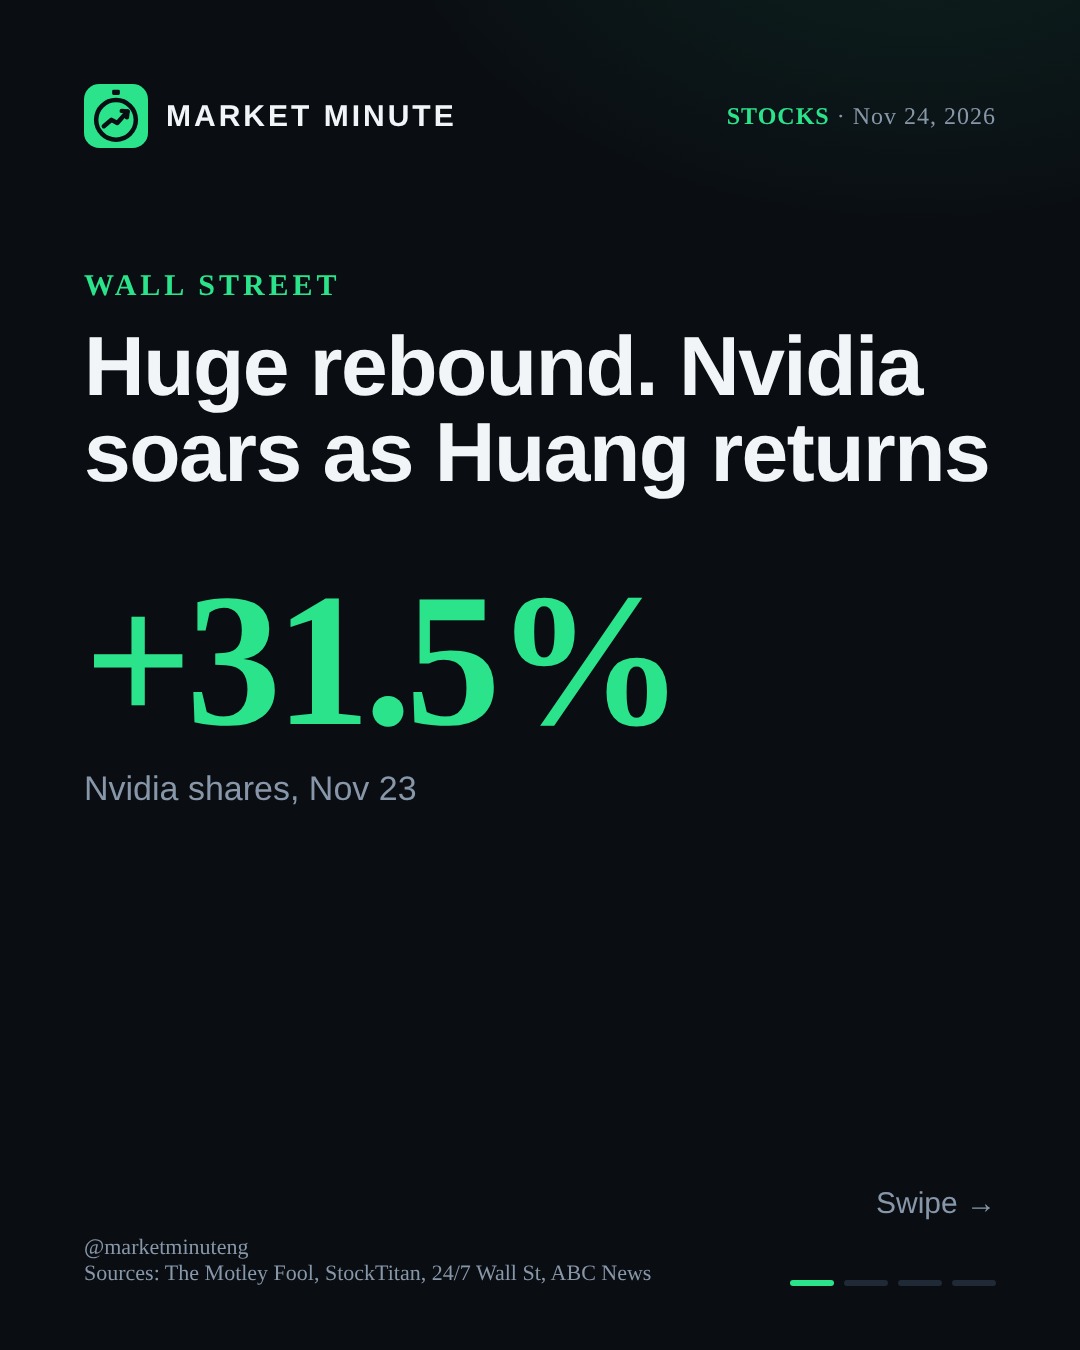 MARKET MINUTE
STOCKS · Nov 24, 2026
WALL STREET
Huge rebound. Nvidia
soars as Huang returns
+31.5%
Nvidia shares, Nov 23
Swipe →
@marketminuteng
Sources: The Motley Fool, StockTitan, 24/7 Wall St, ABC News